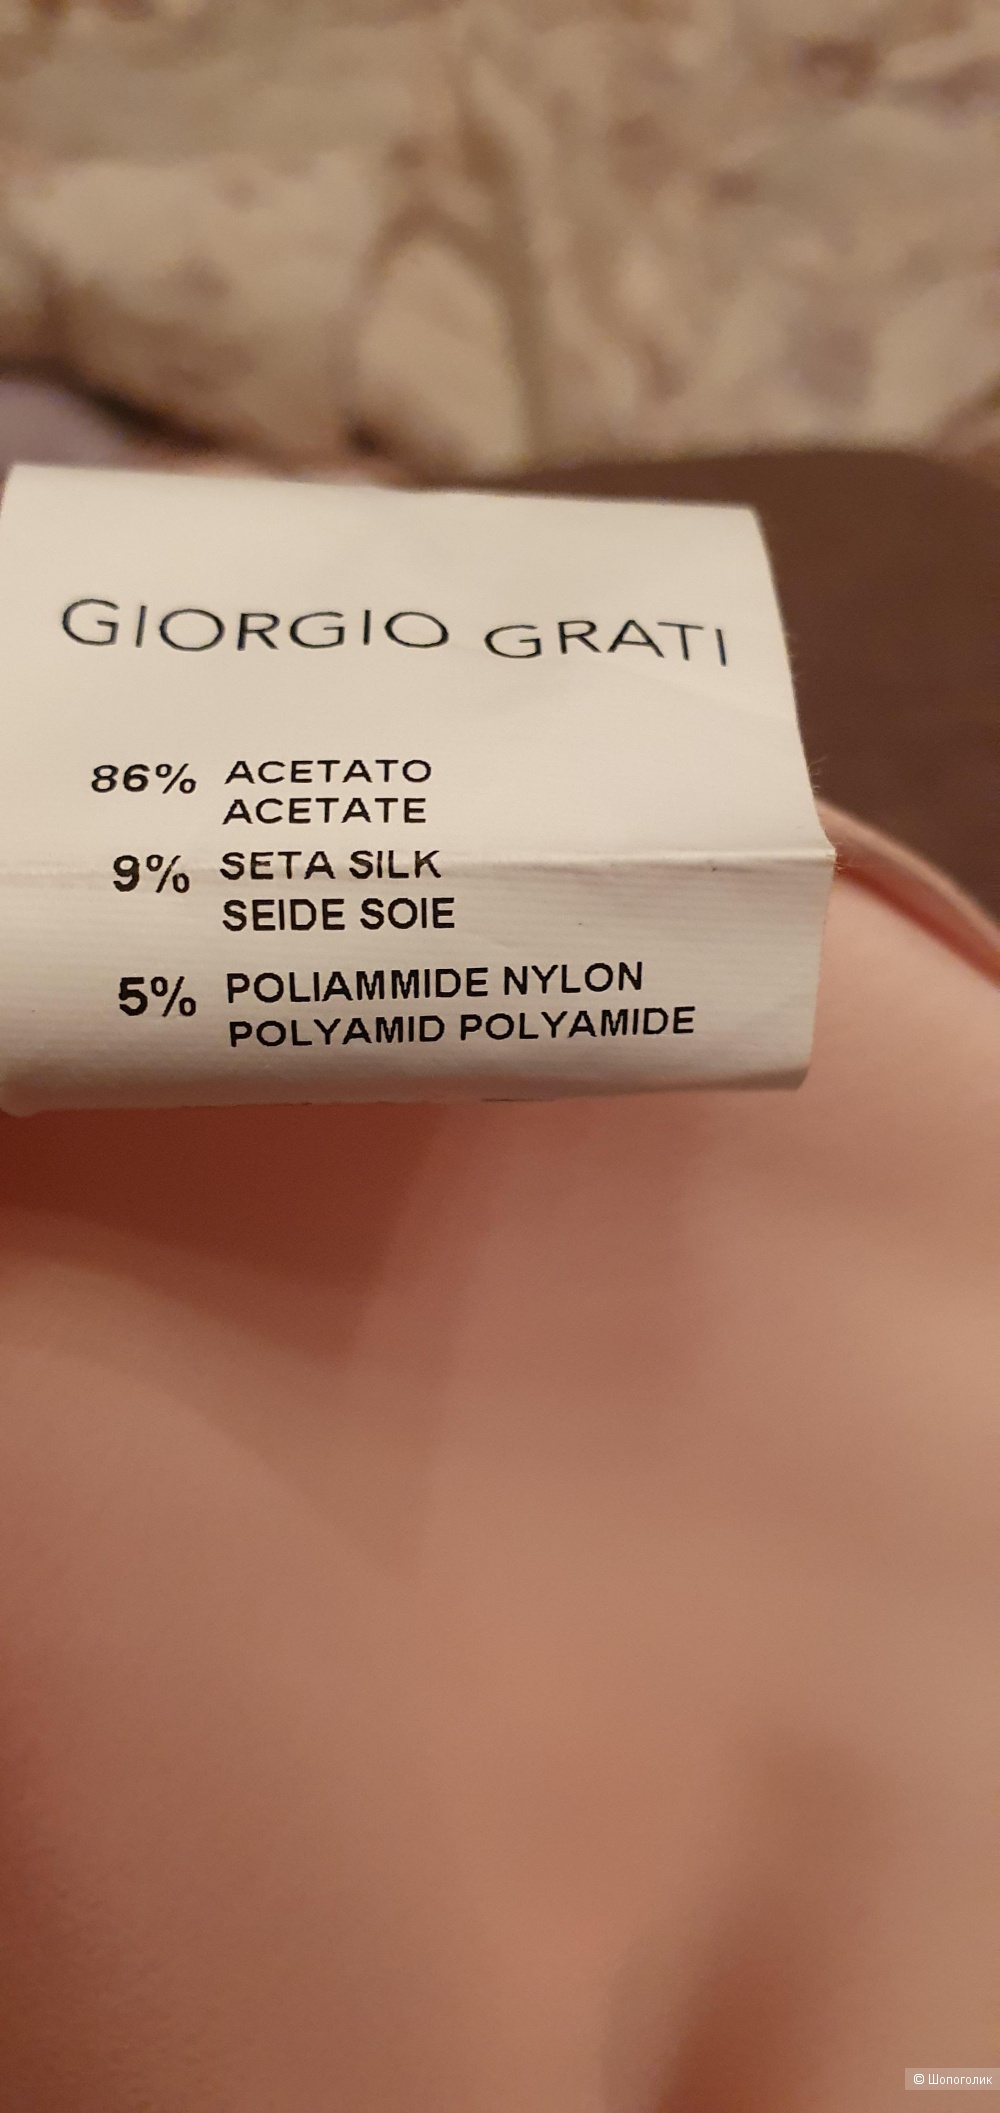 GIORGIO GRATI
86% ACETATO
ACETATE
9% SETA SILK
SEIDE SOIE
5% POLIAMMIDE NYLON
POLYAMID POLYAMIDE
© Шопоголик